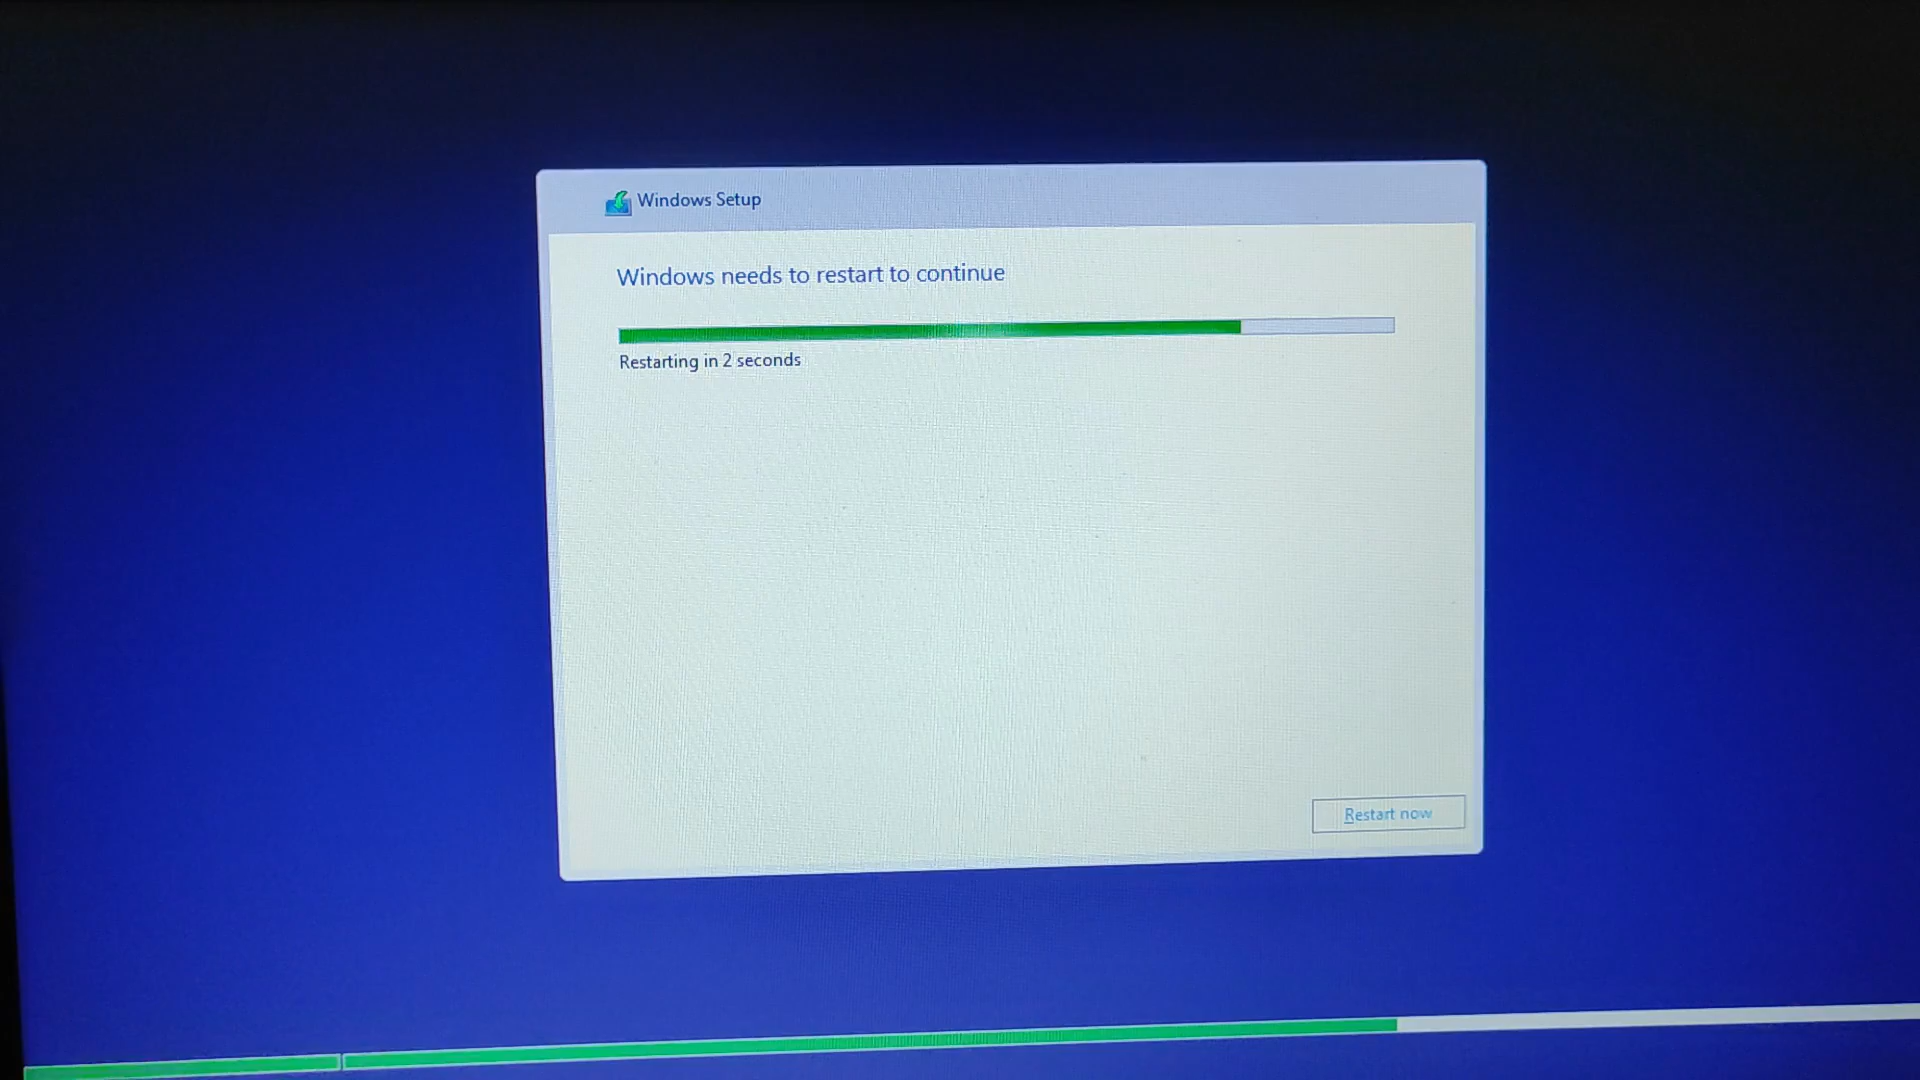 Windows Setup
Windows needs to restart to continue
Restarting in 2 seconds
Restart now